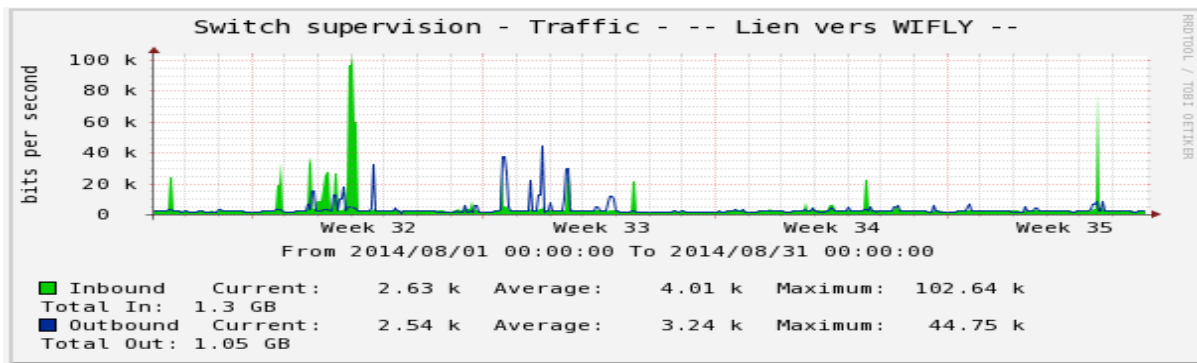 Switch supervision - Traffic - -- Lien vers WIFLY --
RRDTOOL / TOBI OETIKER
bits per second
100 k
80 k
60 k
40 k
20 k
0
Week 32 Week 33 Week 34 Week 35
From 2014/08/01 00:00:00 To 2014/08/31 00:00:00
Inbound Current: 2.63 k Average: 4.01 k Maximum: 102.64 k
Total In: 1.3 GB
Outbound Current: 2.54 k Average: 3.24 k Maximum: 44.75 k
Total Out: 1.05 GB